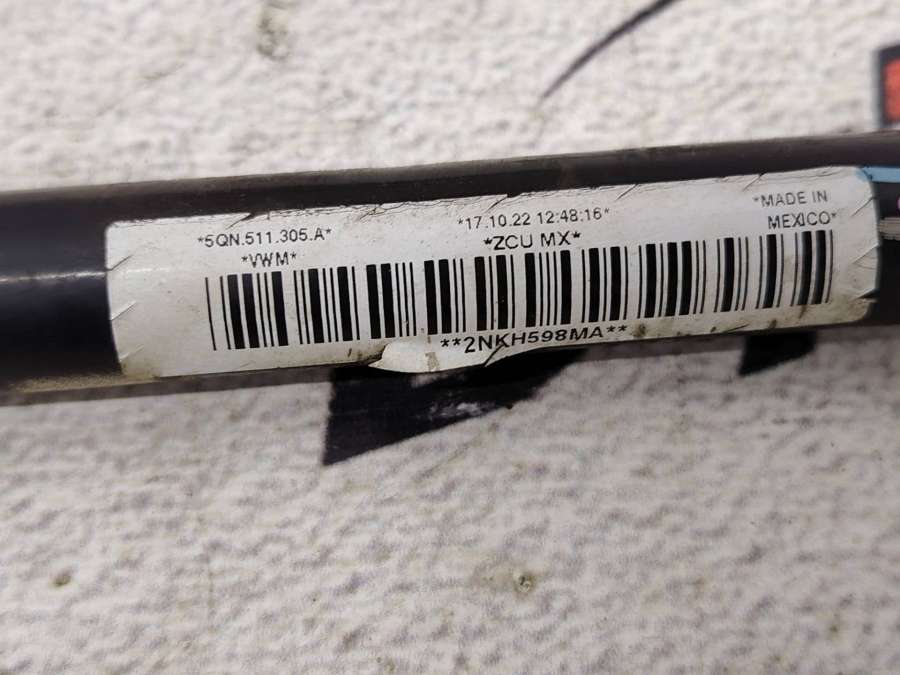 *5QN.511.305.A*
*VWM*
*17.10.22 12:48:16*
*ZCU MX*
*MADE IN
MEXICO*
**2NKH598MA**